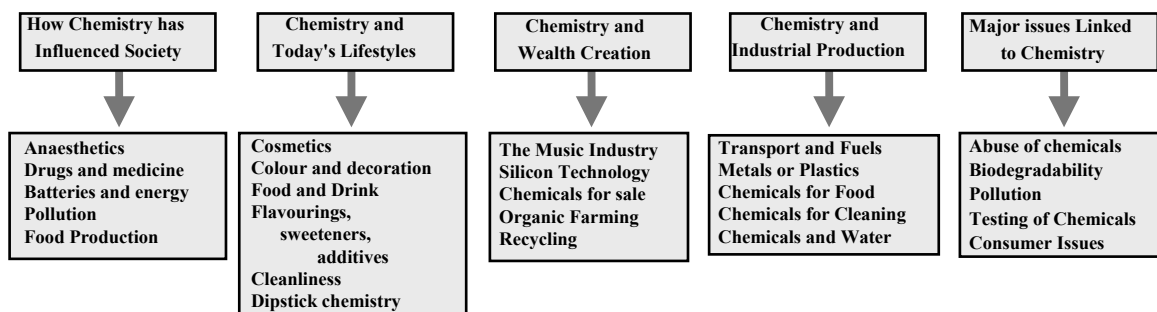 How Chemistry has
Influenced Society
Chemistry and
Today's Lifestyles
Chemistry and
Wealth Creation
Chemistry and
Industrial Production
Major issues Linked
to Chemistry
Anaesthetics
Drugs and medicine
Batteries and energy
Pollution
Food Production
Cosmetics
Colour and decoration
Food and Drink
Flavourings,
sweeteners,
additives
Cleanliness
Dipstick chemistry
The Music Industry
Silicon Technology
Chemicals for sale
Organic Farming
Recycling
Transport and Fuels
Metals or Plastics
Chemicals for Food
Chemicals for Cleaning
Chemicals and Water
Abuse of chemicals
Biodegradability
Pollution
Testing of Chemicals
Consumer Issues